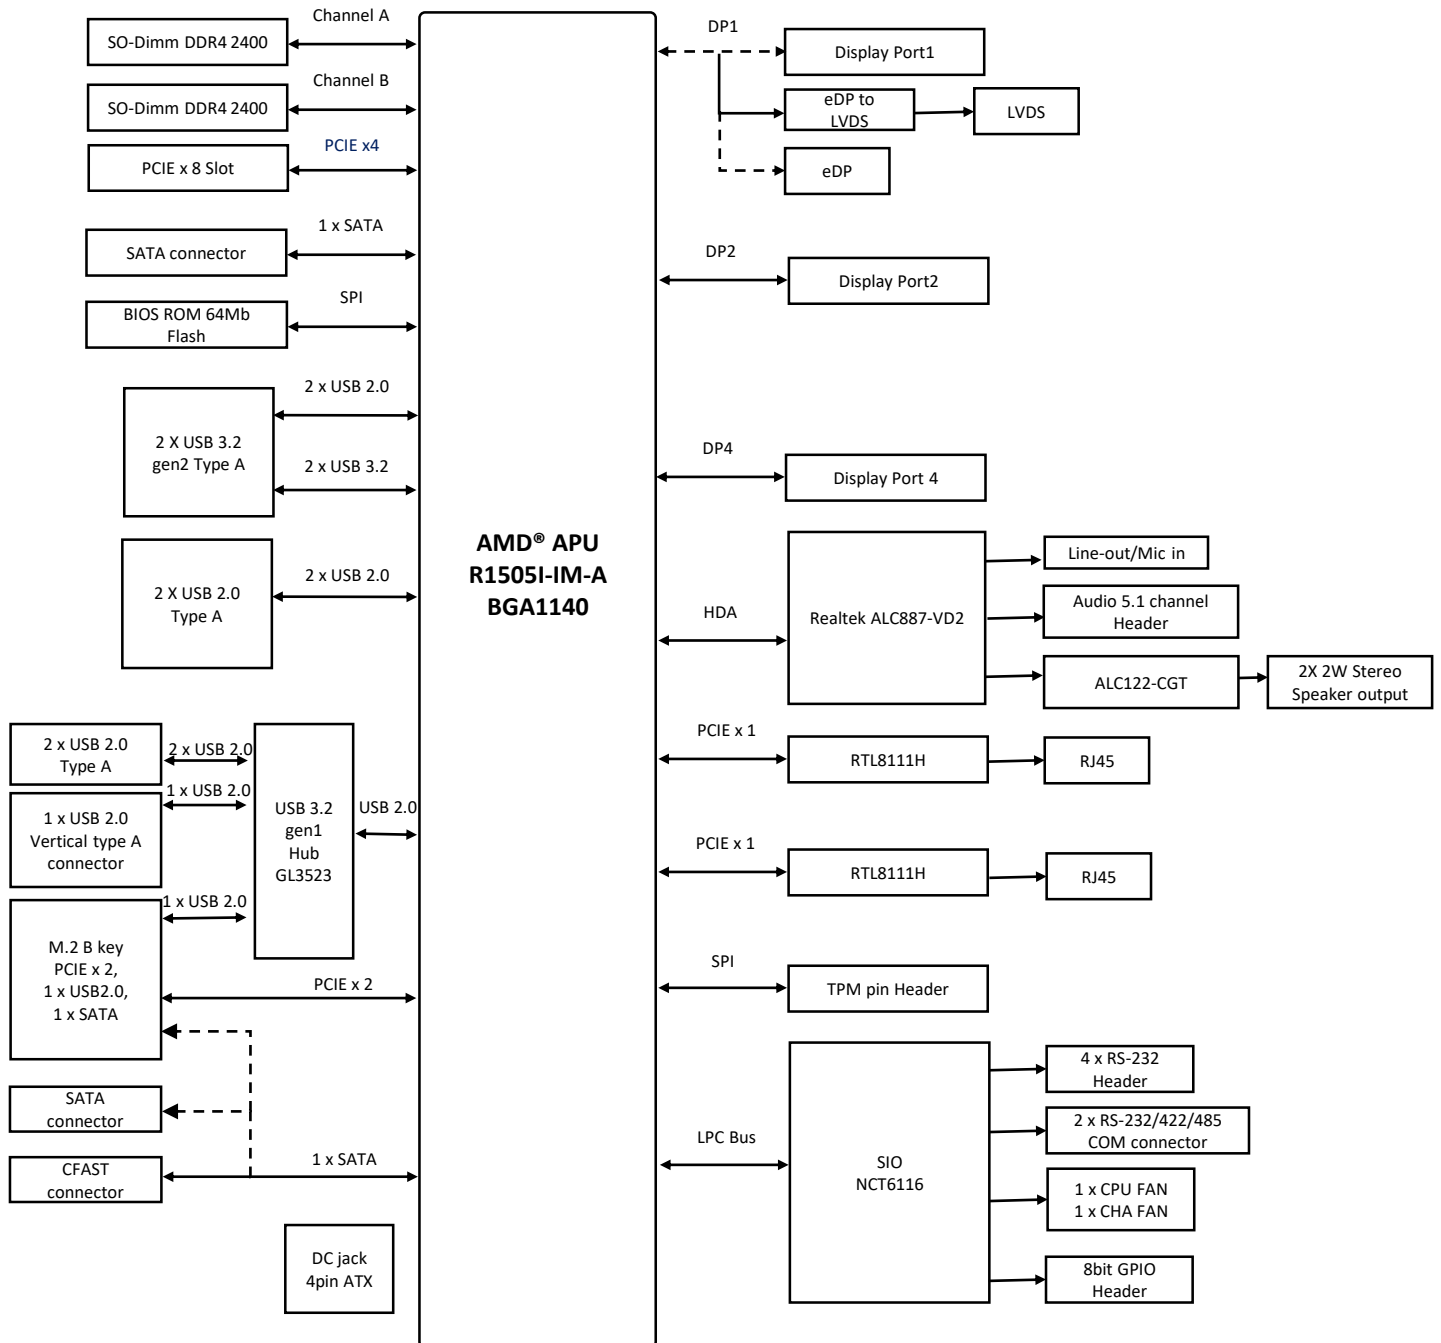 Channel A
SO-Dimm DDR4 2400
Channel B
SO-Dimm DDR4 2400
PCIE x4
PCIE x 8 Slot
1 x SATA
SATA connector
SPI
BIOS ROM 64Mb
Flash
2 x USB 2.0
2 X USB 3.2
gen2 Type A
2 x USB 3.2
2 x USB 2.0
2 X USB 2.0
Type A
2 x USB 2.0
Type A
2 x USB 2.0
1 x USB 2.0
1 x USB 2.0
Vertical type A
connector
USB 3.2
gen1
Hub
GL3523
USB 2.0
1 x USB 2.0
M.2 B key
PCIE x 2,
1 x USB2.0,
1 x SATA
PCIE x 2
SATA
connector
CFAST
connector
1 x SATA
DC jack
4pin ATX
AMD® APU
R1505I-IM-A
BGA1140
DP1
Display Port1
eDP to
LVDS
LVDS
eDP
DP2
Display Port2
DP4
Display Port 4
HDA
Realtek ALC887-VD2
Line-out/Mic in
Audio 5.1 channel
Header
ALC122-CGT
2X 2W Stereo
Speaker output
PCIE x 1
RTL8111H
RJ45
PCIE x 1
RTL8111H
RJ45
SPI
TPM pin Header
LPC Bus
SIO
NCT6116
4 x RS-232
Header
2 x RS-232/422/485
COM connector
1 x CPU FAN
1 x CHA FAN
8bit GPIO
Header